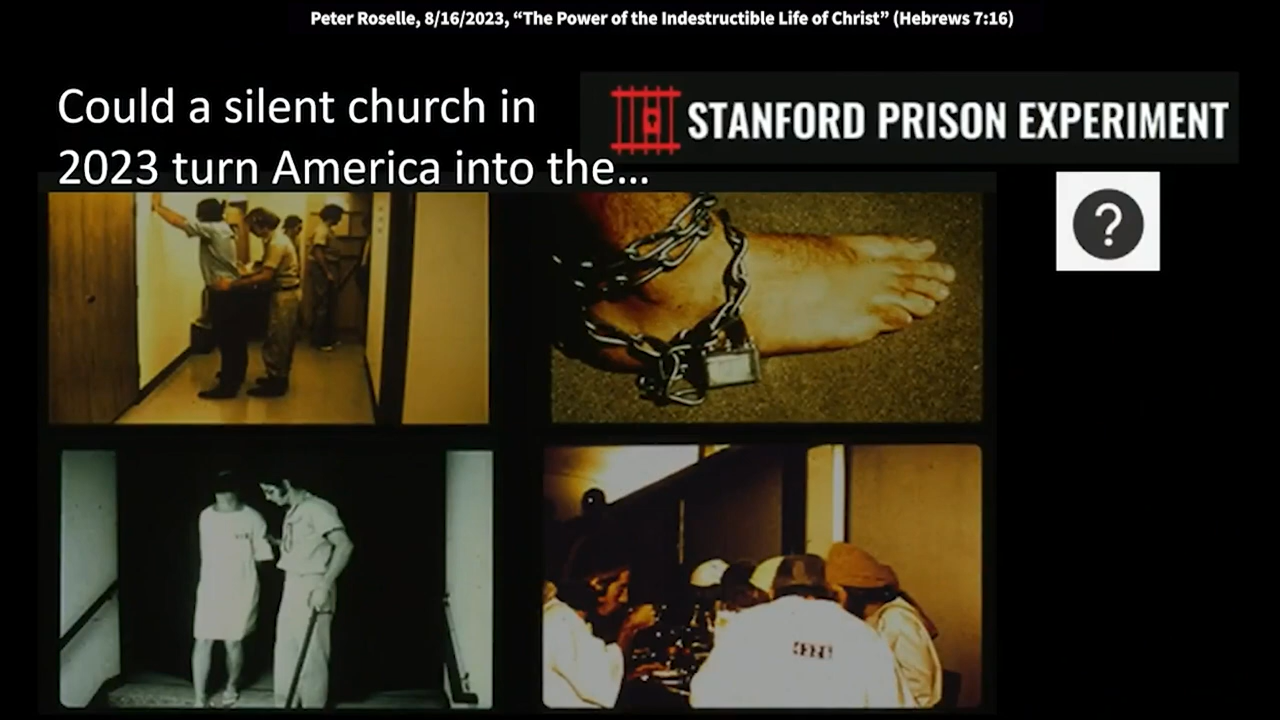 Peter Roselle, 8/16/2023, “The Power of the Indestructible Life of Christ” (Hebrews 7:16)
Could a silent church in
2023 turn America into the...
STANFORD PRISON EXPERIMENT
?